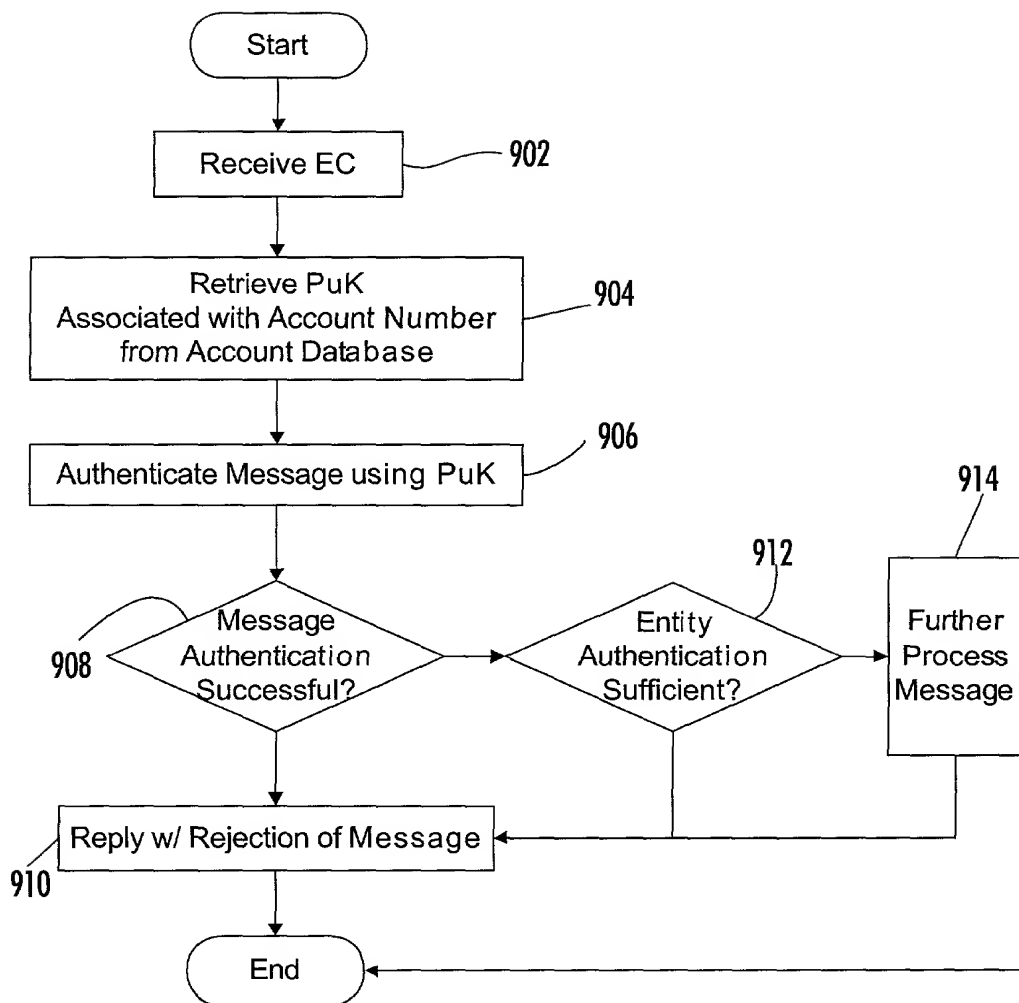 Start
Receive EC
902
Retrieve PuK
Associated with Account Number
from Account Database
904
Authenticate Message using PuK
906
Message
Authentication
Successful?
908
Entity
Authentication
Sufficient?
912
Further
Process
Message
914
Reply w/ Rejection of Message
910
End